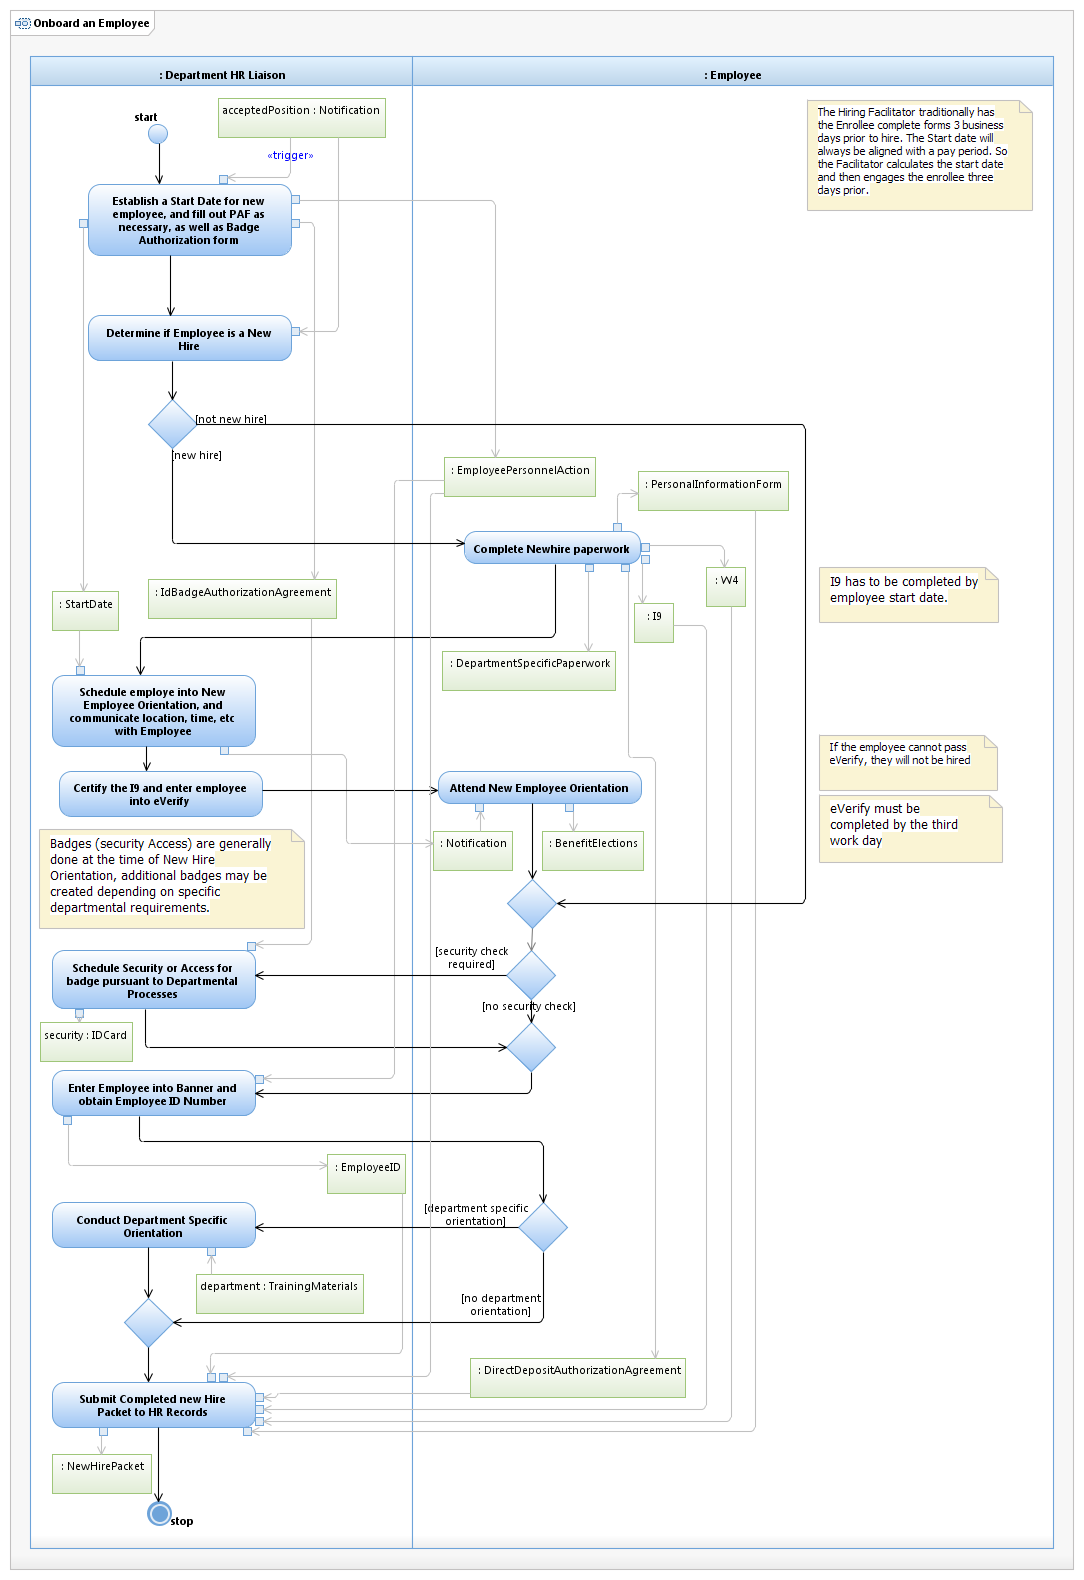 Onboard an Employee
: Department HR Liaison
: Employee
start
acceptedPosition : Notification
«trigger»
The Hiring Facilitator traditionally has
the Enrollee complete forms 3 business
days prior to hire. The Start date will
always be aligned with a pay period. So
the Facilitator calculates the start date
and then engages the enrollee three
days prior.
Establish a Start Date for new
employee, and fill out PAF as
necessary, as well as Badge
Authorization form
Determine if Employee is a New
Hire
[not new hire]
[new hire]
: EmployeePersonnelAction
: PersonalInformationForm
Complete Newhire paperwork
: W4
: I9
I9 has to be completed by
employee start date.
: StartDate
: IdBadgeAuthorizationAgreement
: DepartmentSpecificPaperwork
Schedule employe into New
Employee Orientation, and
communicate location, time, etc
with Employee
If the employee cannot pass
eVerify, they will not be hired
Certify the I9 and enter employee
into eVerify
Attend New Employee Orientation
eVerify must be
completed by the third
work day
: Notification
: BenefitElections
Badges (security Access) are generally
done at the time of New Hire
Orientation, additional badges may be
created depending on specific
departmental requirements.
[security check
required]
Schedule Security or Access for
badge pursuant to Departmental
Processes
[no security check]
security : IDCard
Enter Employee into Banner and
obtain Employee ID Number
: EmployeeID
[department specific
orientation]
Conduct Department Specific
Orientation
department : TrainingMaterials
[no department
orientation]
: DirectDepositAuthorizationAgreement
Submit Completed new Hire
Packet to HR Records
: NewHirePacket
stop